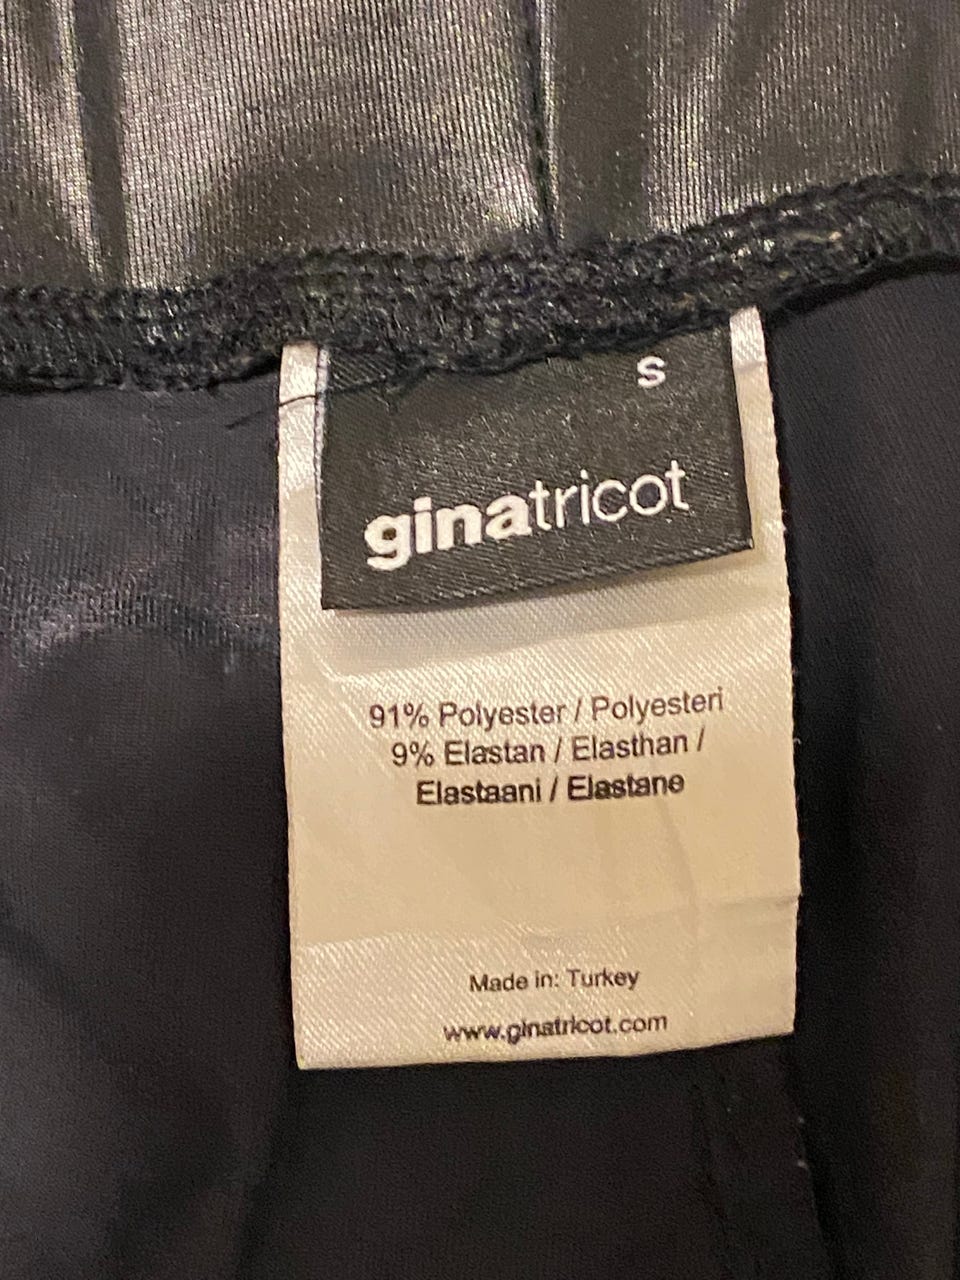 S
ginatricot
91% Polyester / Polyesteri
9% Elastan / Elasthan /
Elastaani / Elastane
Made in: Turkey
www.ginatricot.com